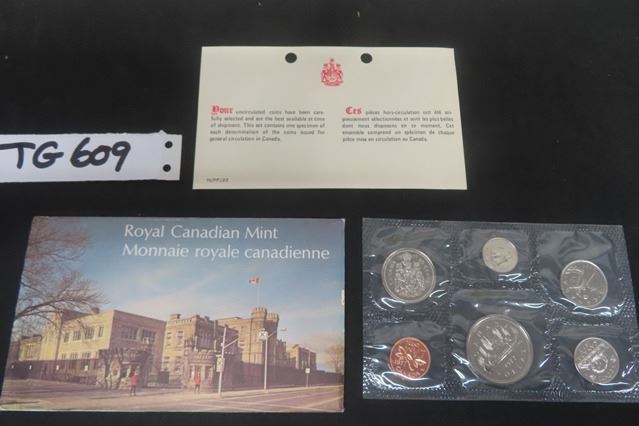 Your uncirculated coins have been care-
fully selected and are the best available at time
of shipment. This set contains one specimen of
each determination of the coins issued for
general circulation in Canada.
Ces pièces hors-circulation ont été soi-
gneusement sélectionnées et sont les plus belles
dont nous disposons en ce moment. Cet
ensemble comprend un spécimen de chaque
pièce mise en circulation au Canada.
TG 609
Royal Canadian Mint
Monnaie royale canadienne